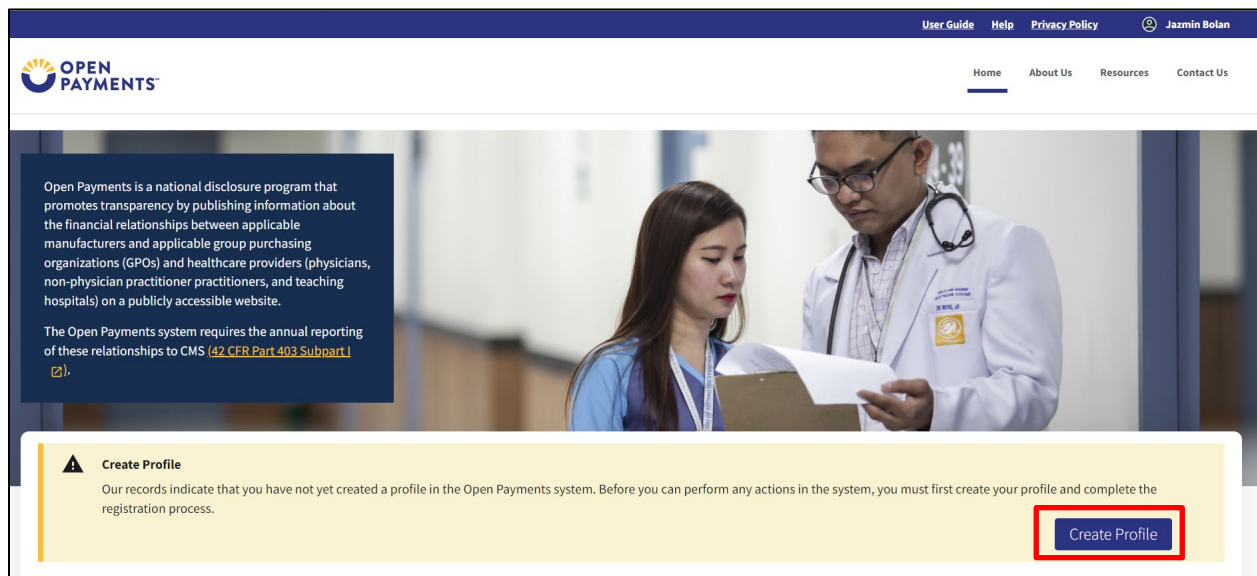 User Guide Help Privacy Policy Jazmin Bolan
OPEN
PAYMENTS™
Home About Us Resources Contact Us
Open Payments is a national disclosure program that
promotes transparency by publishing information about
the financial relationships between applicable
manufacturers and applicable group purchasing
organizations (GPOs) and healthcare providers (physicians,
non-physician practitioner practitioners, and teaching
hospitals) on a publicly accessible website.
The Open Payments system requires the annual reporting
of these relationships to CMS (42 CFR Part 403 Subpart I
).
Create Profile
Our records indicate that you have not yet created a profile in the Open Payments system. Before you can perform any actions in the system, you must first create your profile and complete the
registration process.
Create Profile